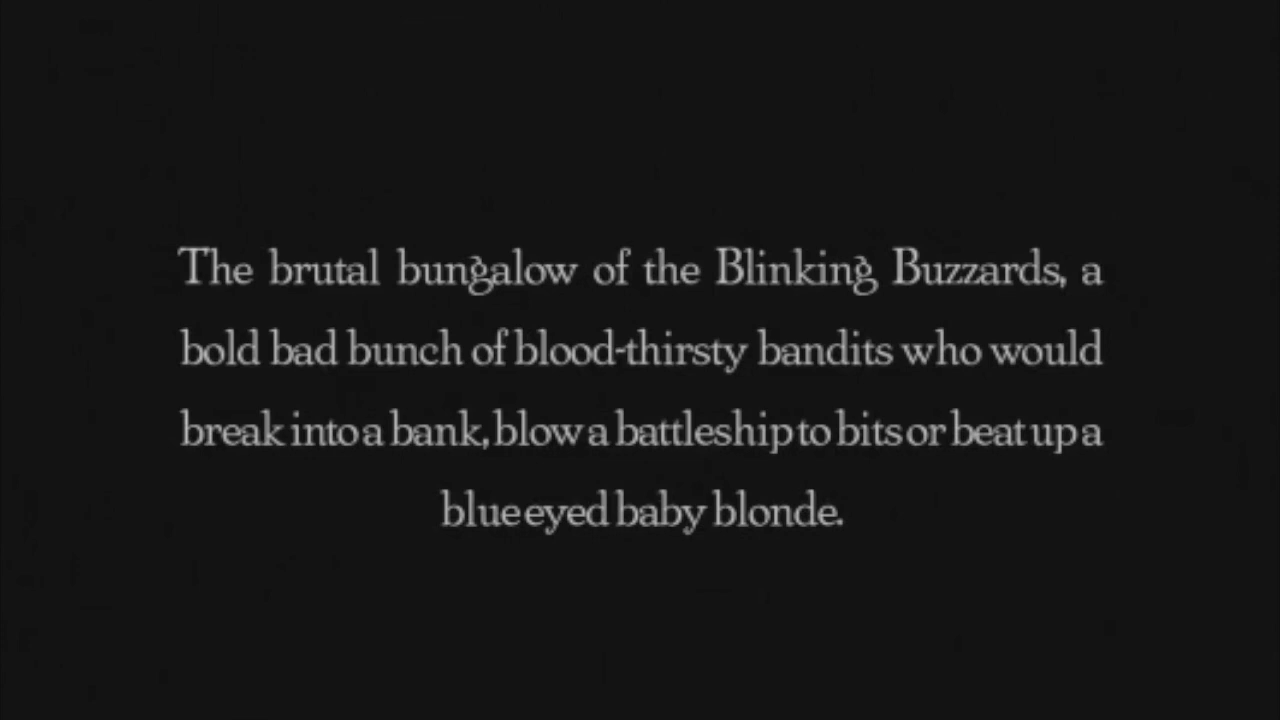 The brutal bungalow of the Blinking Buzzards, a
bold bad bunch of blood-thirsty bandits who would
break into a bank, blow a battleship to bits or beat up a
blue eyed baby blonde.